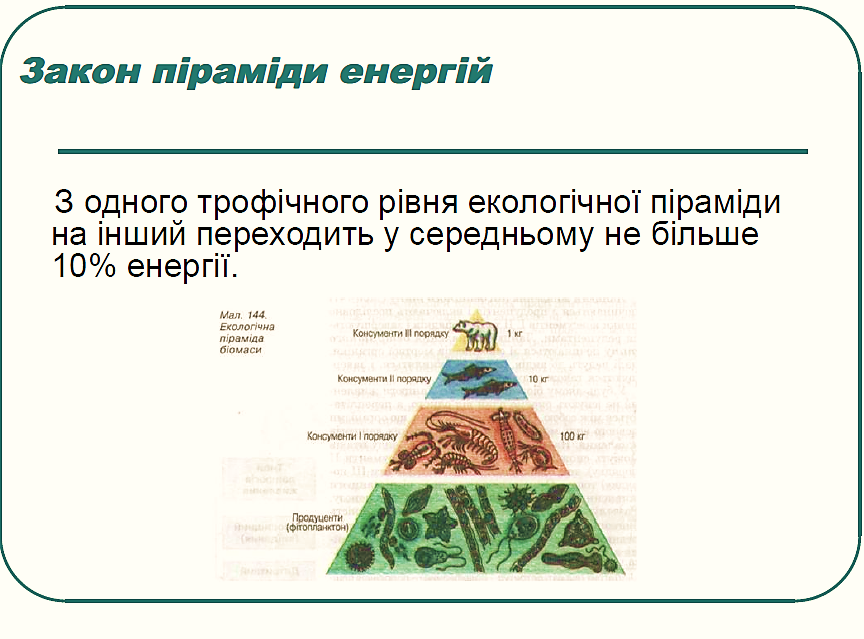 Закон піраміди енергій
З одного трофічного рівня екологічної піраміди
на інший переходить у середньому не більше
10% енергії.
Мал. 144.
Екологічна
піраміда
біомаси
Консументи III порядку
1 кг
Консументи II порядку
10 кг
Консументи I порядку
100 кг
Продуценти
(фітопланктон)